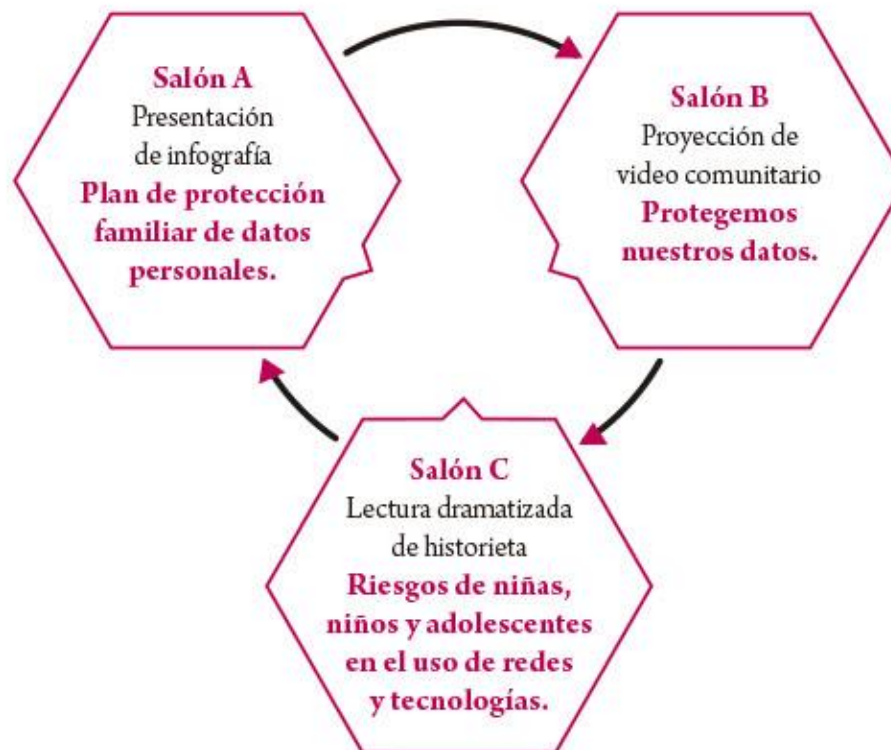 Salón A
Presentación
de infografía
Plan de protección
familiar de datos
personales.
Salón B
Proyección de
video comunitario
Protegemos
nuestros datos.
Salón C
Lectura dramatizada
de historieta
Riesgos de niñas,
niños y adolescentes
en el uso de redes
y tecnologías.